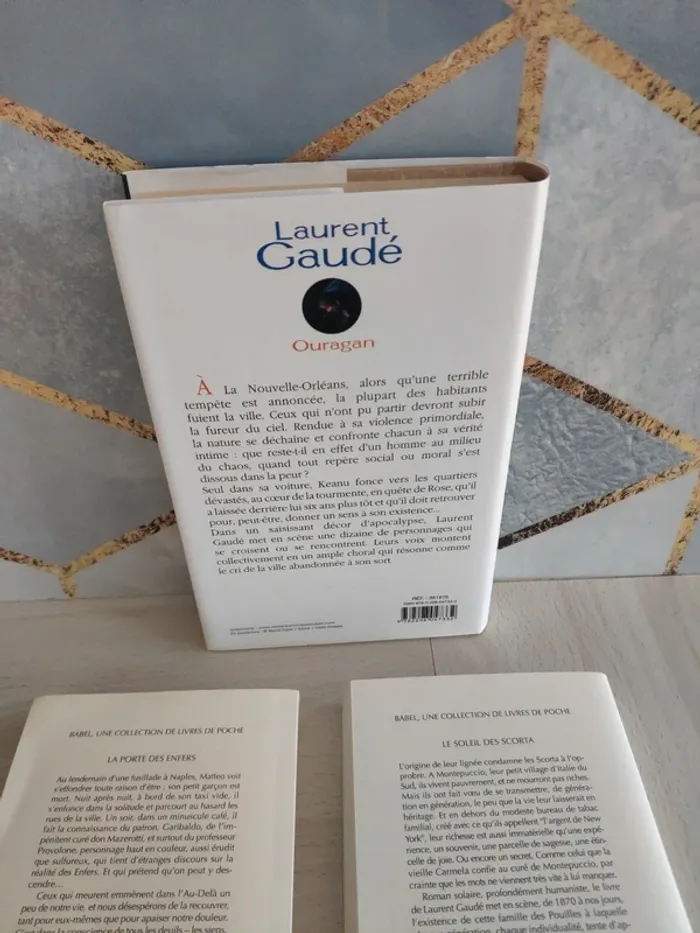 Laurent
Gaudé
Ouragan
À La Nouvelle-Orléans, alors qu'une terrible
tempête est annoncée, la plupart des habitants
fuient la ville. Ceux qui n'ont pu partir devront subir
la fureur du ciel. Rendue à sa violence primordiale,
la nature se déchaîne et confronte chacun à sa vérité
intime : que reste-t-il en effet d'un homme au milieu
du chaos, quand tout repère social ou moral s'est
dissous dans la peur ?
Seul dans sa voiture, Keanu fonce vers les quartiers
dévastés, au cœur de la tourmente, en quête de Rose, qu'il
a laissée derrière lui six ans plus tôt et qu'il doit retrouver
pour, peut-être, donner un sens à son existence...
Dans un saisissant décor d'apocalypse, Laurent
Gaudé met en scène une dizaine de personnages qui
se croisent ou se rencontrent. Leurs voix montent
collectivement en un ample choral qui résonne comme
le cri de la ville abandonnée à son sort.
BABEL, UNE COLLECTION DE LIVRES DE POCHE
LA PORTE DES ENFERS
Au lendemain d'une fusillade à Naples, Matteo voit
s'effondrer toute raison d'être : son petit garçon est
mort. Nuit après nuit, à bord de son taxi vide, il
s'enfonce dans la solitude et parcourt au hasard les
rues de la ville. Un soir, dans un minuscule café, il
fait la connaissance du patron, Garibaldo, de l'im-
pénitent curé don Mazerotti, et surtout du professeur
Provolone, personnage haut en couleur, aussi érudit
que sulfureux, qui tient d'étranges discours sur la
réalité des Enfers. Et qui prétend qu'on peut y des-
cendre...
Ceux qui meurent emmènent dans l'Au-Delà un
peu de notre vie, et nous désespérons de la recouvrer,
tant pour eux-mêmes que pour apaiser notre douleur.
C'est dans la conscience de tous les deuils – les siens,
BABEL, UNE COLLECTION DE LIVRES DE POCHE
LE SOLEIL DES SCORTA
L'origine de leur lignée condamne les Scorta à l'op-
probre. A Montepuccio, leur petit village d'Italie du
Sud, ils vivent pauvrement, et ne mourront pas riches.
Mais ils ont fait vœu de se transmettre, de généra-
tion en génération, le peu que la vie leur laisserait en
héritage. Et en dehors du modeste bureau de tabac
familial, créé avec ce qu'ils appellent "l'argent de New
York", leur richesse est aussi immatérielle qu'une expé-
rience, un souvenir, une parcelle de sagesse, une étin-
celle de joie. Ou encore un secret. Comme celui que la
vieille Carmela confie au curé de Montepuccio, par
crainte que les mots ne viennent très vite à lui manquer.
Roman solaire, profondément humaniste, le livre
de Laurent Gaudé met en scène, de 1870 à nos jours,
l'existence de cette famille des Pouilles à laquelle
chaque individualité, tente d'ap-